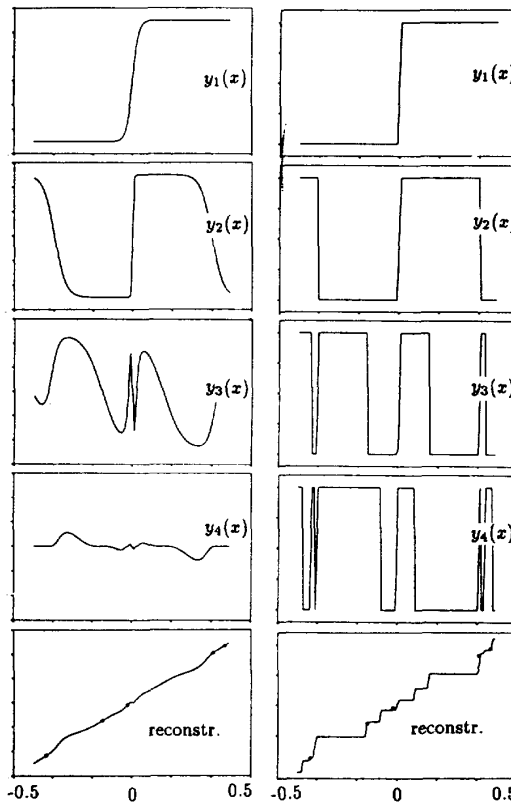 y₁(x)
y₁(x)
y₂(x)
y₂(x)
y₃(x)
y₃(x)
y₄(x)
y₄(x)
reconstr.
reconstr.
-0.5 0 0.5
-0.5 0 0.5